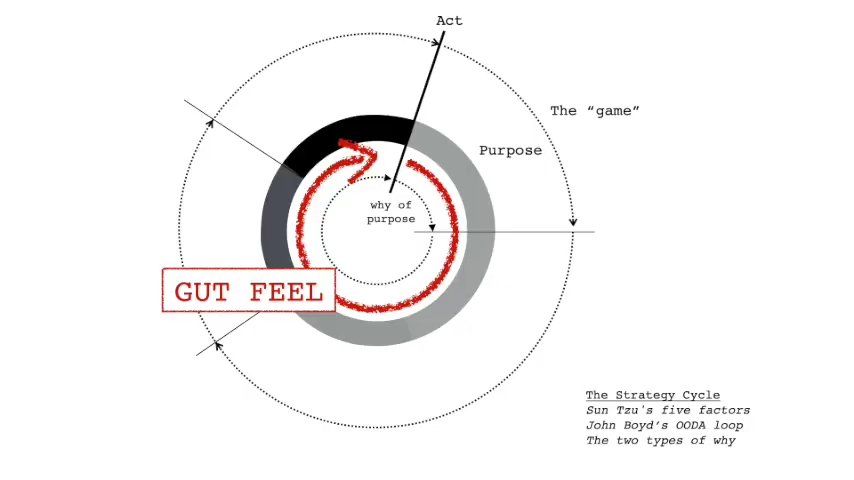 Act
The “game”
Purpose
why of
purpose
GUT FEEL
The Strategy Cycle
Sun Tzu's five factors
John Boyd’s OODA loop
The two types of why